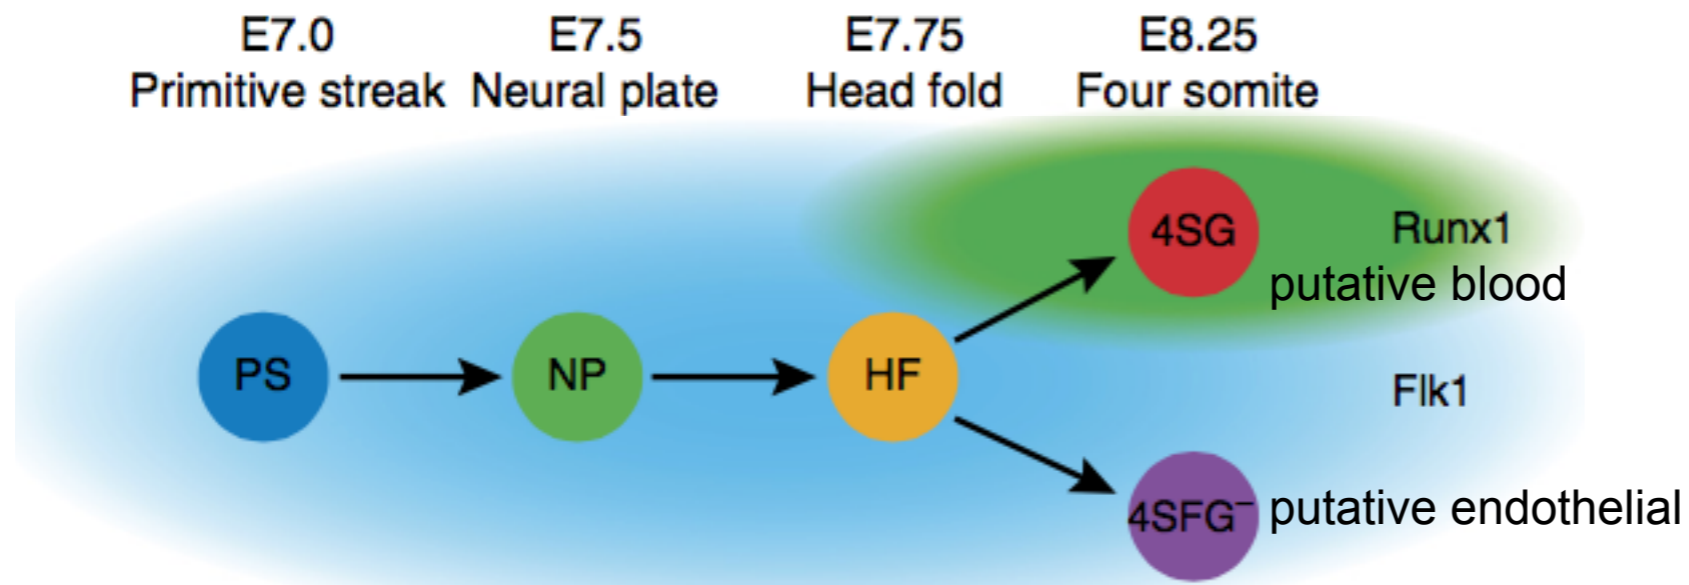 E7.0
Primitive streak
E7.5
Neural plate
E7.75
Head fold
E8.25
Four somite
4SG
Runx1
putative blood
PS
NP
HF
Flk1
4SFG⁻
putative endothelial